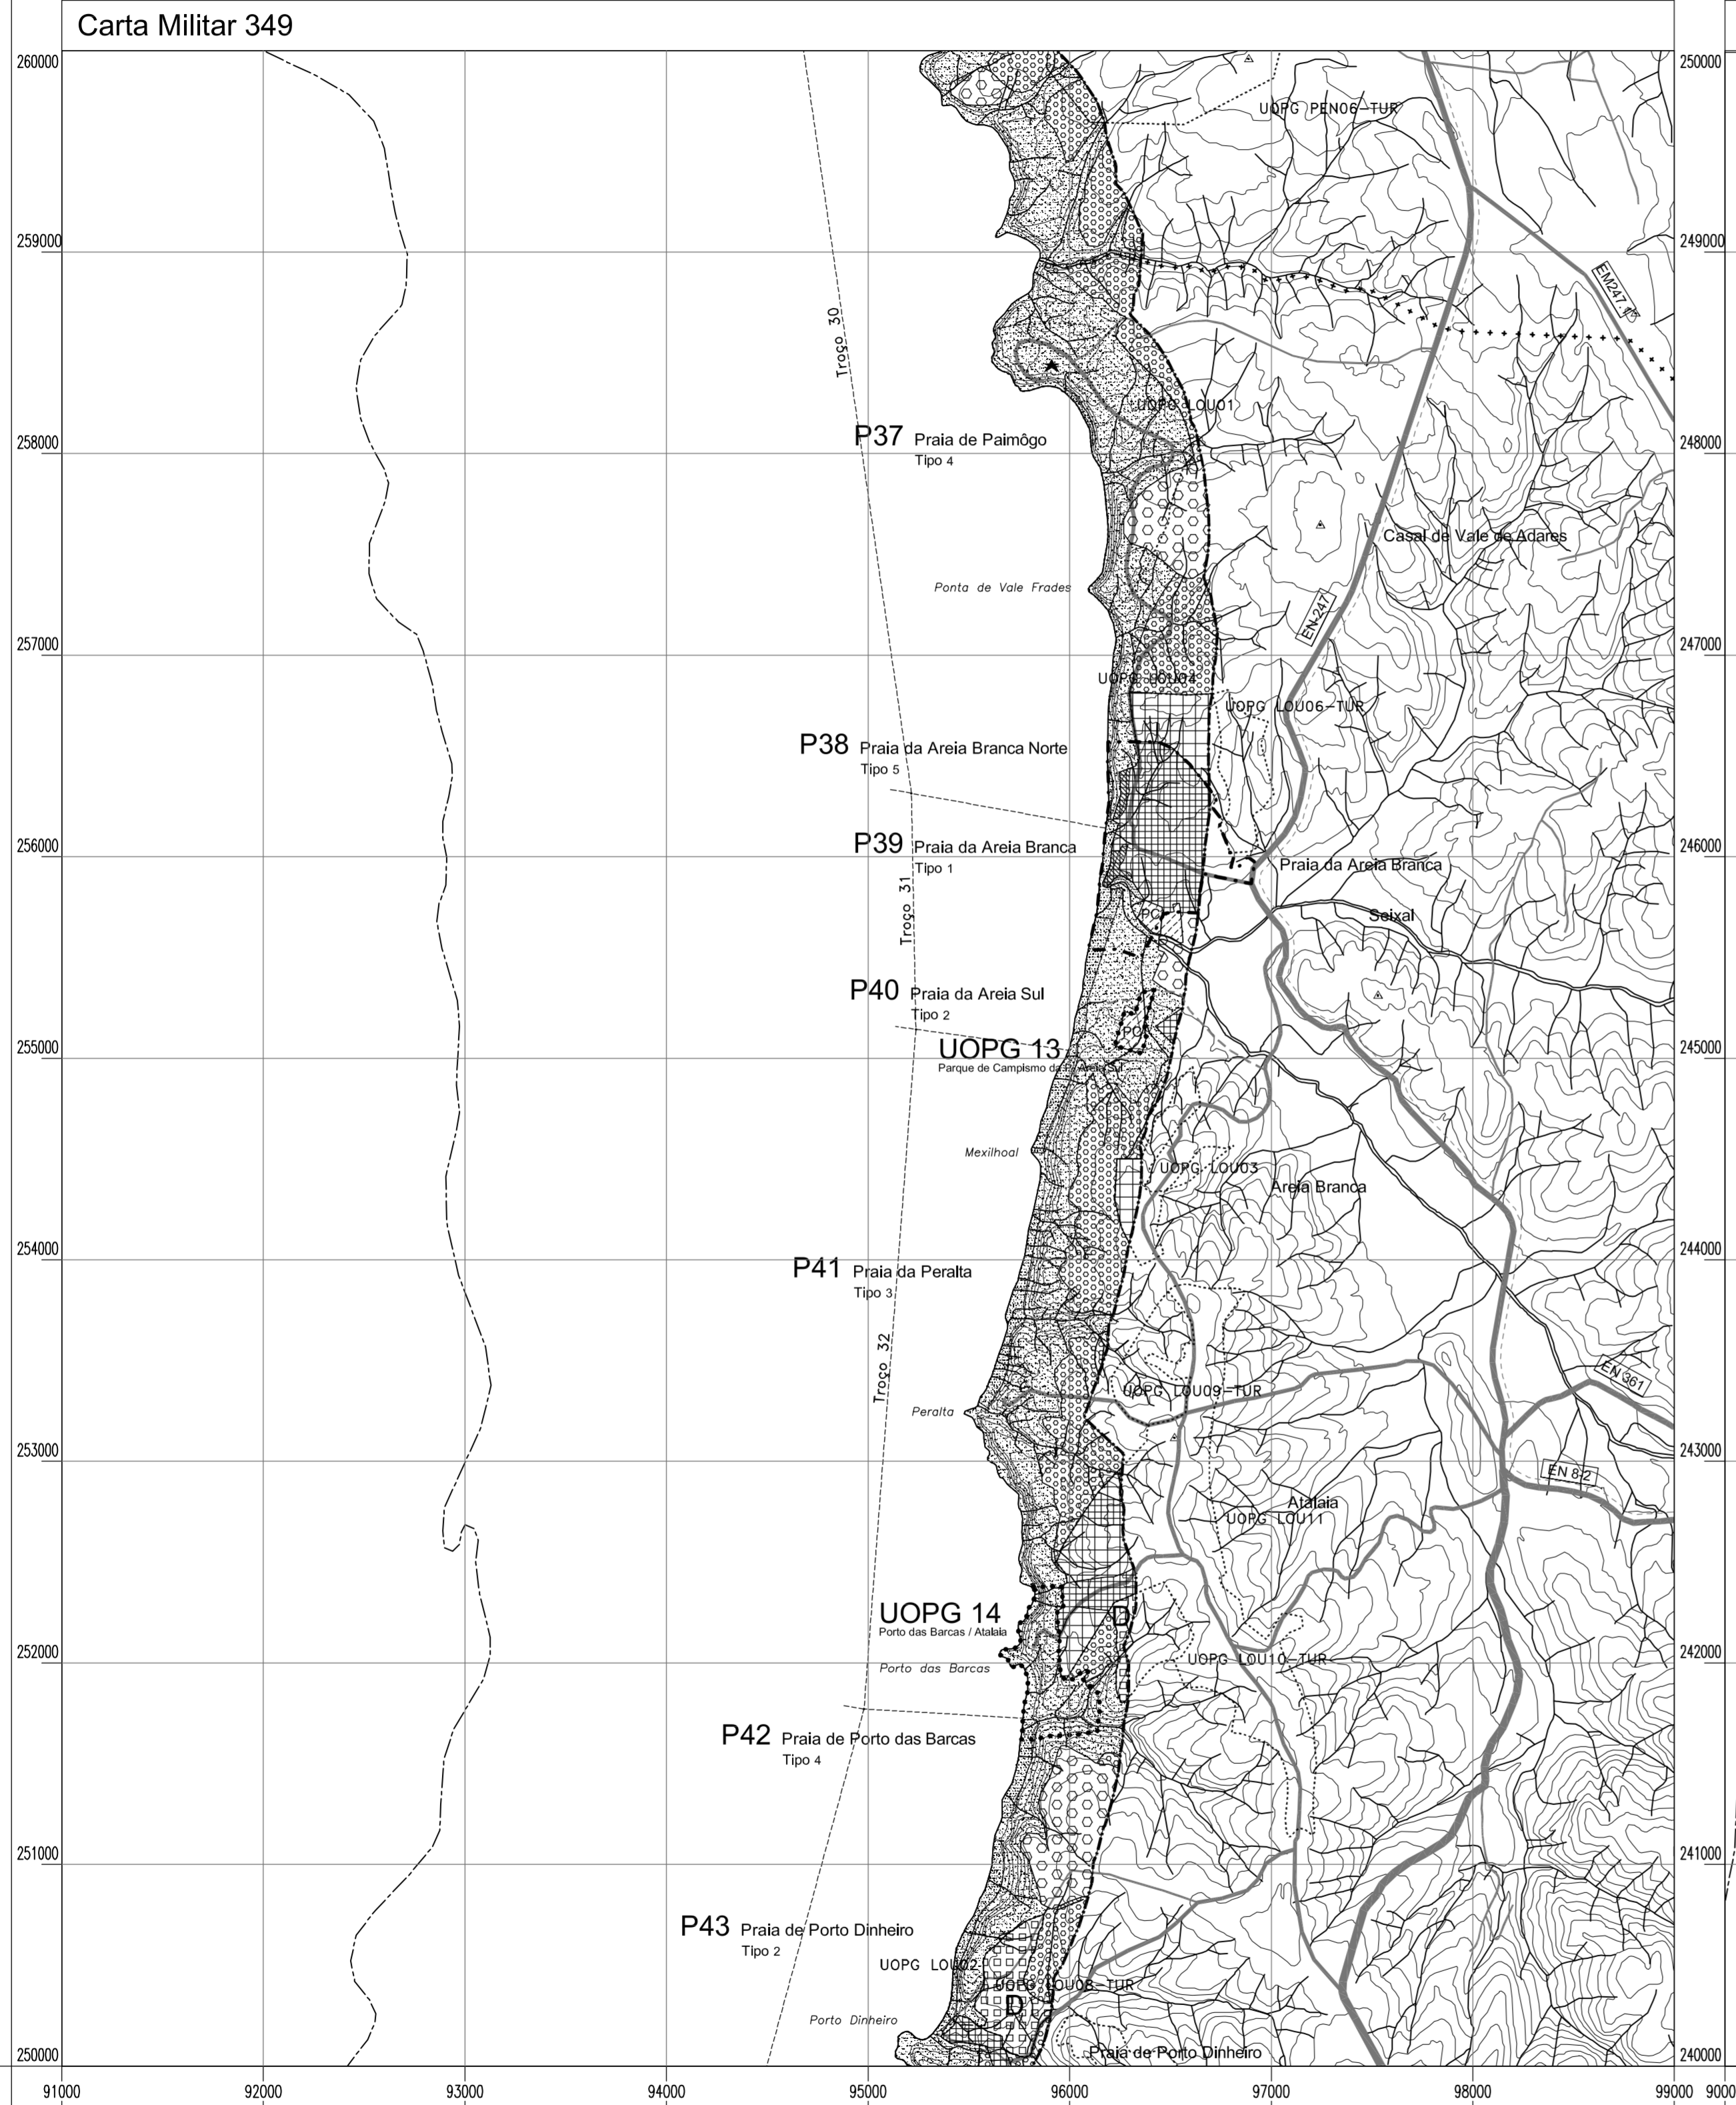 Carta Militar 349
260000
250000
UOPG PEN06-TUR
259000
249000
EM247.1
Troço 30
UOPG LOU01
258000
248000
P37 Praia de Paimôgo
Tipo 4
Casal de Vale de Adares
Ponta de Vale Frades
EN-247
257000
247000
UOPG LOU04
UOPG LOU06-TUR
P38 Praia da Areia Branca Norte
Tipo 5
P39 Praia da Areia Branca
Tipo 1
256000
246000
Praia da Areia Branca
Troço 31
PC
Seixal
P40 Praia da Areia Sul
Tipo 2
PC
UOPG 13
255000
245000
Parque de Campismo da P. Areia Sul
Mexilhoal
UOPG LOU03
Areia Branca
254000
244000
P41 Praia da Peralta
Tipo 3
Troço 32
EN 361
UOPG LOU09-TUR
Peralta
253000
243000
EN 8-2
Atalaia
UOPG LOU11
UOPG 14
D
Porto das Barcas / Atalaia
252000
242000
UOPG LOU10-TUR
Porto das Barcas
P42 Praia de Porto das Barcas
Tipo 4
251000
241000
P43 Praia de Porto Dinheiro
Tipo 2
UOPG LOU02
UOPG LOU08-TUR
D
Porto Dinheiro
Praia de Porto Dinheiro
250000
240000
91000 92000 93000 94000 95000 96000 97000 98000 99000 9000